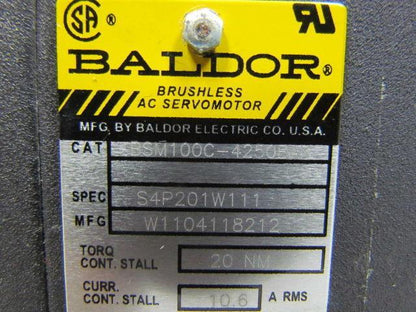 SA ®
BALDOR®
BRUSHLESS
AC SERVOMOTOR
MFG. BY BALDOR ELECTRIC CO. U.S.A.
CAT
SPEC S4P201W111
MFG W1104118212
TORQ
CONT. STALL 20 NM
CURR.
CONT. STALL 10.6 A RMS